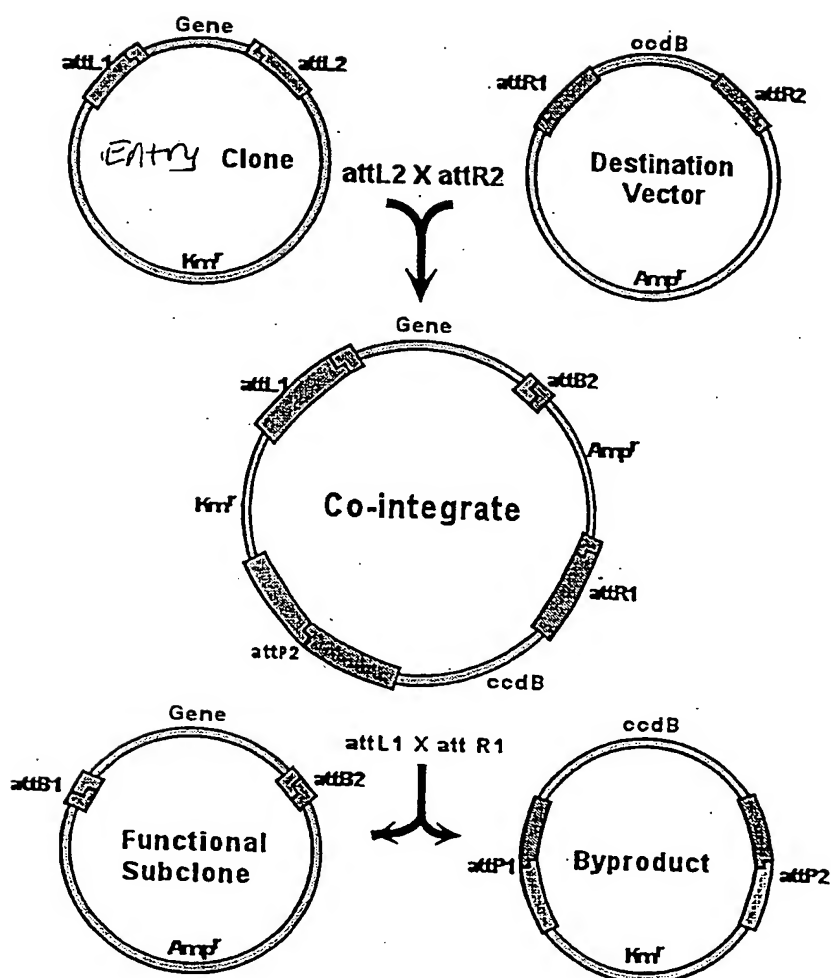 Gene
attL1
attL2
Entry Clone
Kmʳ
ccdB
attR1
attR2
Destination
Vector
Ampʳ
attL2 X attR2
Gene
attL1
attB2
Ampʳ
Kmʳ
Co-integrate
attR1
attP2
ccdB
attL1 X att R1
Gene
attB1
attB2
Functional
Subclone
Ampʳ
ccdB
attP1
Byproduct
attP2
Kmʳ